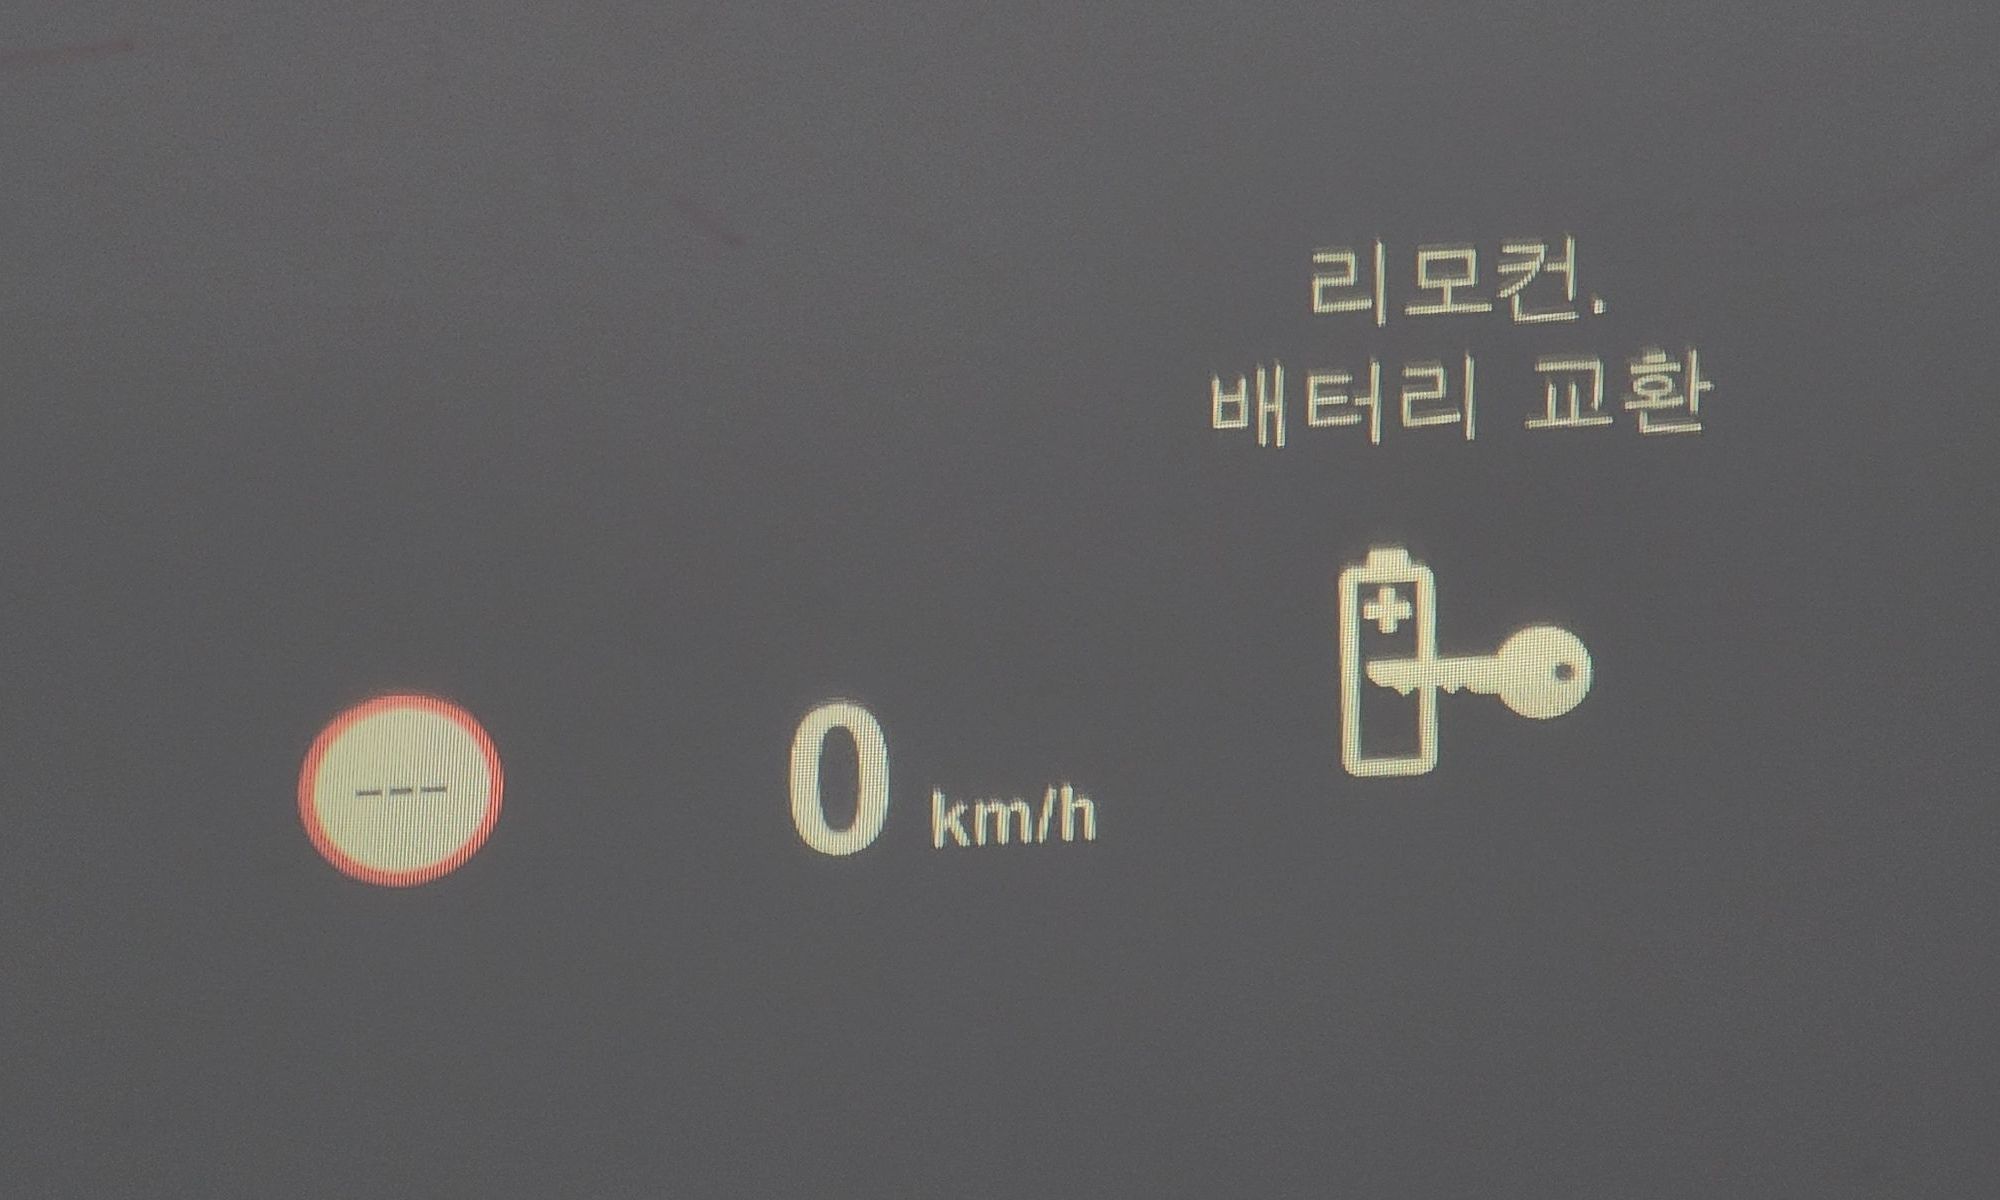 리모컨.
배터리 교환
---
0 km/h